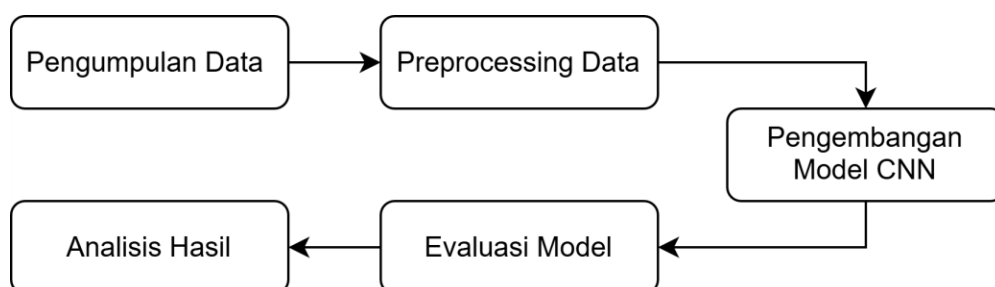 Pengumpulan Data
Preprocessing Data
Pengembangan
Model CNN
Evaluasi Model
Analisis Hasil